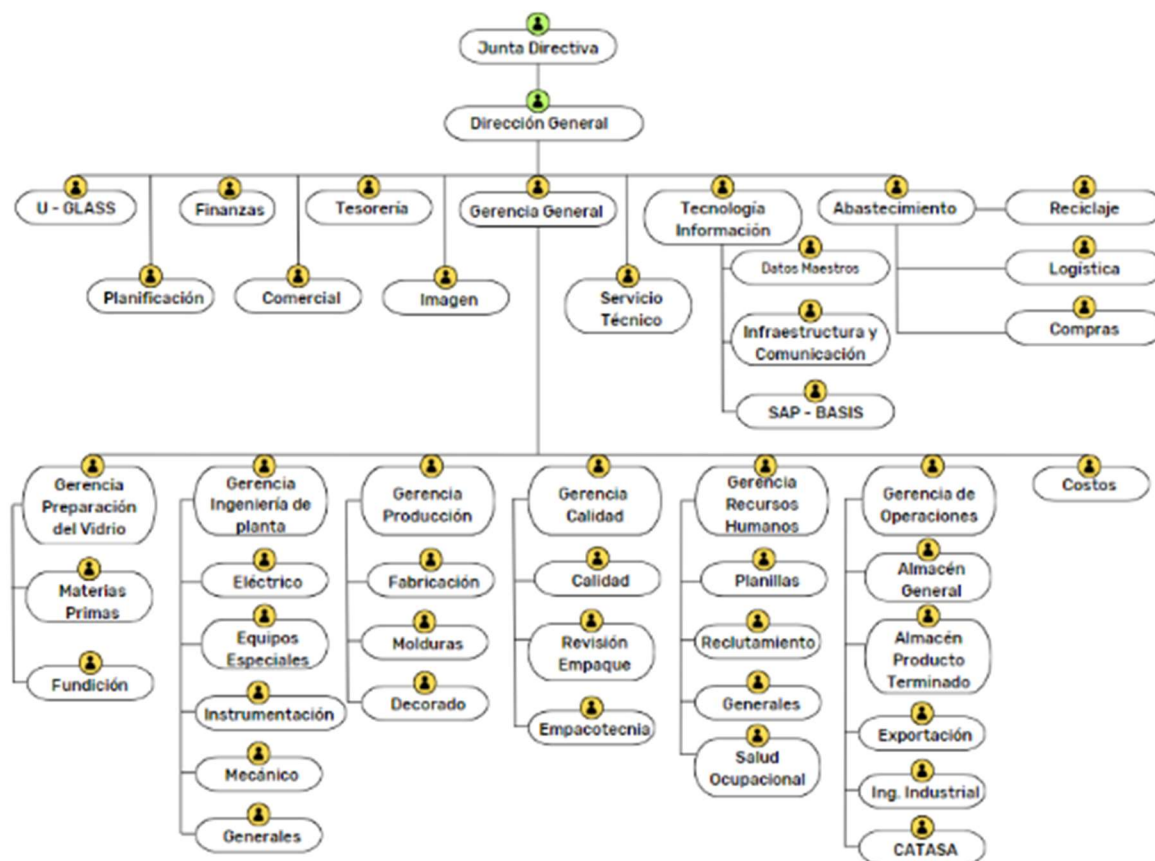 Junta Directiva
Dirección General
U - GLASS
Finanzas
Tesorería
Gerencia General
Tecnología
Información
Abastecimiento
Reciclaje
Planificación
Comercial
Imagen
Servicio
Técnico
Datos Maestros
Infraestructura y
Comunicación
SAP - BASIS
Logística
Compras
Gerencia
Preparación
del Vidrio
Materias
Primas
Fundición
Gerencia
Ingeniería de
planta
Eléctrico
Equipos
Especiales
Instrumentación
Mecánico
Generales
Gerencia
Producción
Fabricación
Molduras
Decorado
Gerencia
Calidad
Calidad
Revisión
Empaque
Empacotecnia
Gerencia
Recursos
Humanos
Planillas
Reclutamiento
Generales
Salud
Ocupacional
Gerencia de
Operaciones
Almacén
General
Almacén
Producto
Terminado
Exportación
Ing. Industrial
CATASA
Costos